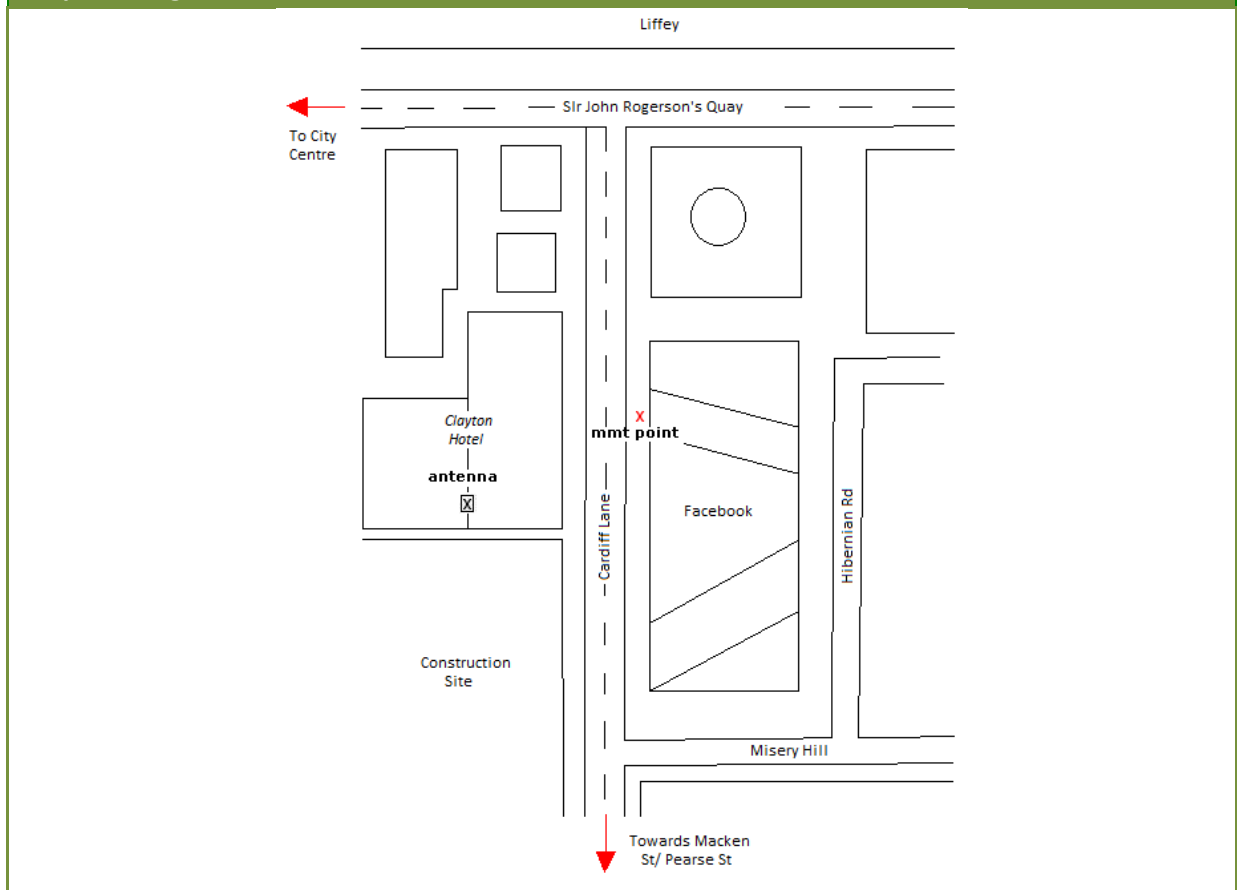 Liffey
SIr John Rogerson's Quay
To City
Centre
X
mmt point
Clayton
Hotel
antenna
X
Cardiff Lane
Facebook
Hibernian Rd
Construction
Site
Misery Hill
Towards Macken
St/ Pearse St